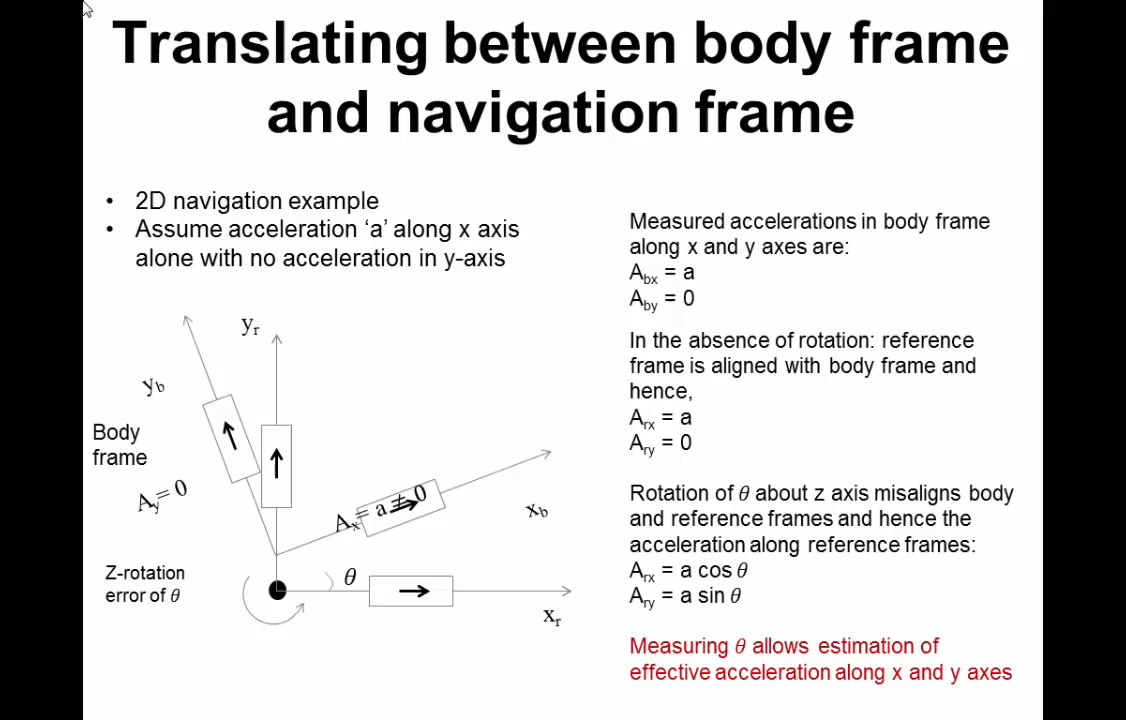 Translating between body frame
and navigation frame
• 2D navigation example
• Assume acceleration ‘a’ along x axis
alone with no acceleration in y-axis
y_r
y_b
Body
frame
A_y = 0
A_x = a ≠ 0
x_b
Z-rotation
error of θ
θ
x_r
Measured accelerations in body frame
along x and y axes are:
A_bx = a
A_by = 0
In the absence of rotation: reference
frame is aligned with body frame and
hence,
A_rx = a
A_ry = 0
Rotation of θ about z axis misaligns body
and reference frames and hence the
acceleration along reference frames:
A_rx = a cos θ
A_ry = a sin θ
Measuring θ allows estimation of
effective acceleration along x and y axes